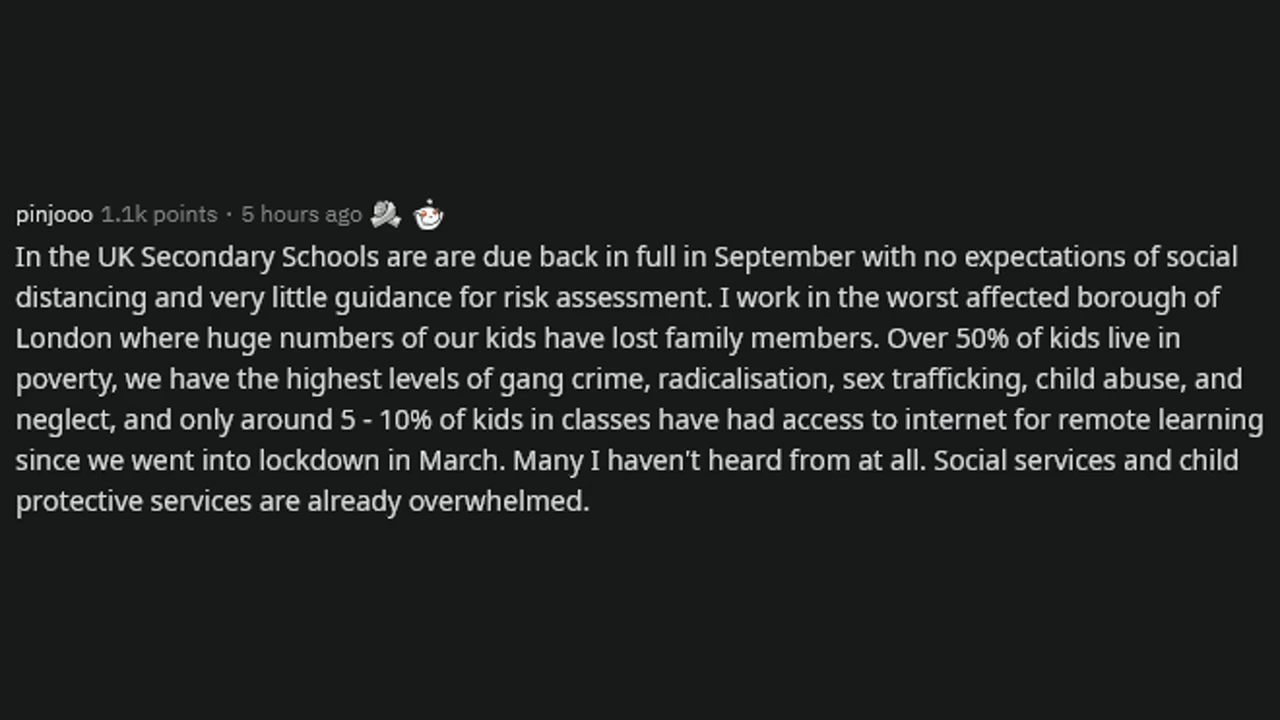 pinjooo 1.1k points · 5 hours ago
In the UK Secondary Schools are are due back in full in September with no expectations of social
distancing and very little guidance for risk assessment. I work in the worst affected borough of
London where huge numbers of our kids have lost family members. Over 50% of kids live in
poverty, we have the highest levels of gang crime, radicalisation, sex trafficking, child abuse, and
neglect, and only around 5 - 10% of kids in classes have had access to internet for remote learning
since we went into lockdown in March. Many I haven't heard from at all. Social services and child
protective services are already overwhelmed.